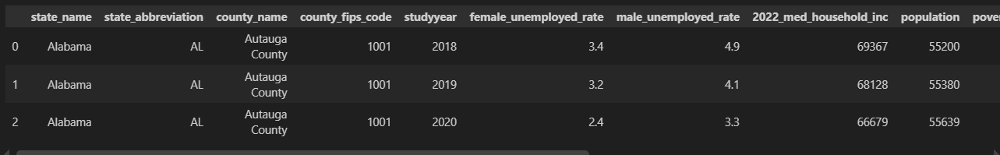 state_name state_abbreviation county_name county_fips_code studyyear female_unemployed_rate male_unemployed_rate 2022_med_household_inc population pover
0 Alabama AL Autauga County 1001 2018 3.4 4.9 69367 55200
1 Alabama AL Autauga County 1001 2019 3.2 4.1 68128 55380
2 Alabama AL Autauga County 1001 2020 2.4 3.3 66679 55639